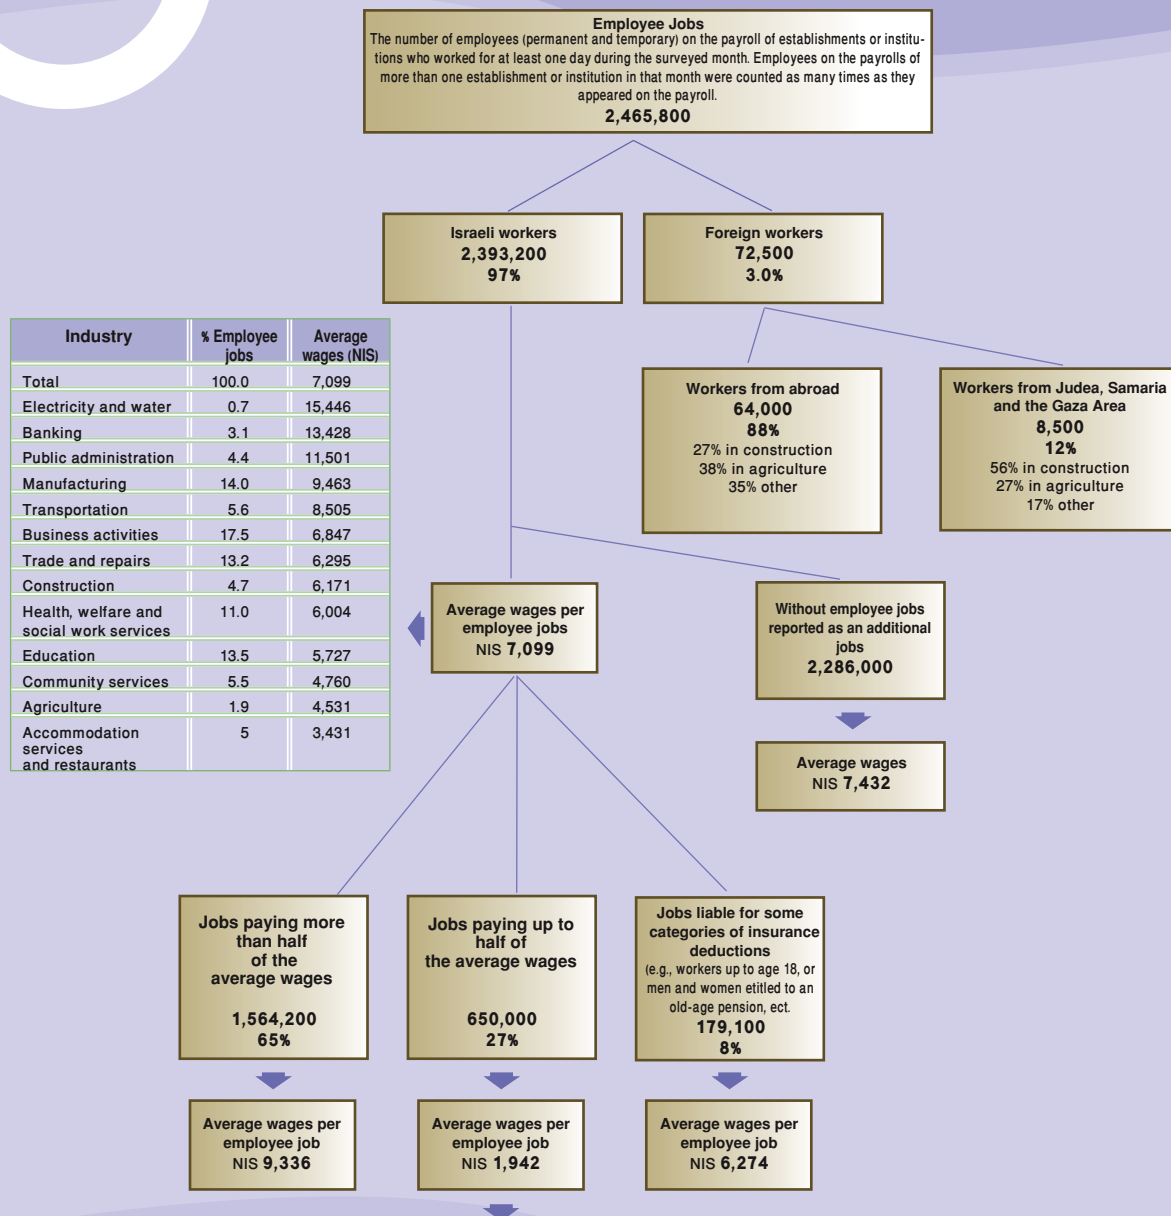 Employee Jobs
The number of employees (permanent and temporary) on the payroll of establishments or institu-
tions who worked for at least one day during the surveyed month. Employees on the payrolls of
more than one establishment or institution in that month were counted as many times as they
appeared on the payroll.
2,465,800
Israeli workers
2,393,200
97%
Foreign workers
72,500
3.0%
Workers from abroad
64,000
88%
27% in construction
38% in agriculture
35% other
Workers from Judea, Samaria
and the Gaza Area
8,500
12%
56% in construction
27% in agriculture
17% other
Industry % Employee jobs Average wages (NIS)
Total 100.0 7,099
Electricity and water 0.7 15,446
Banking 3.1 13,428
Public administration 4.4 11,501
Manufacturing 14.0 9,463
Transportation 5.6 8,505
Business activities 17.5 6,847
Trade and repairs 13.2 6,295
Construction 4.7 6,171
Health, welfare and 11.0 6,004
social work services
Education 13.5 5,727
Community services 5.5 4,760
Agriculture 1.9 4,531
Accommodation 5 3,431
services
and restaurants
Average wages per
employee jobs
NIS 7,099
Without employee jobs
reported as an additional
jobs
2,286,000
Average wages
NIS 7,432
Jobs paying more
than half
of the
average wages
1,564,200
65%
Jobs paying up to
half of
the average wages
650,000
27%
Jobs liable for some
categories of insurance
deductions
(e.g., workers up to age 18, or
men and women etitled to an
old-age pension, ect.
179,100
8%
Average wages per
employee job
NIS 9,336
Average wages per
employee job
NIS 1,942
Average wages per
employee job
NIS 6,274